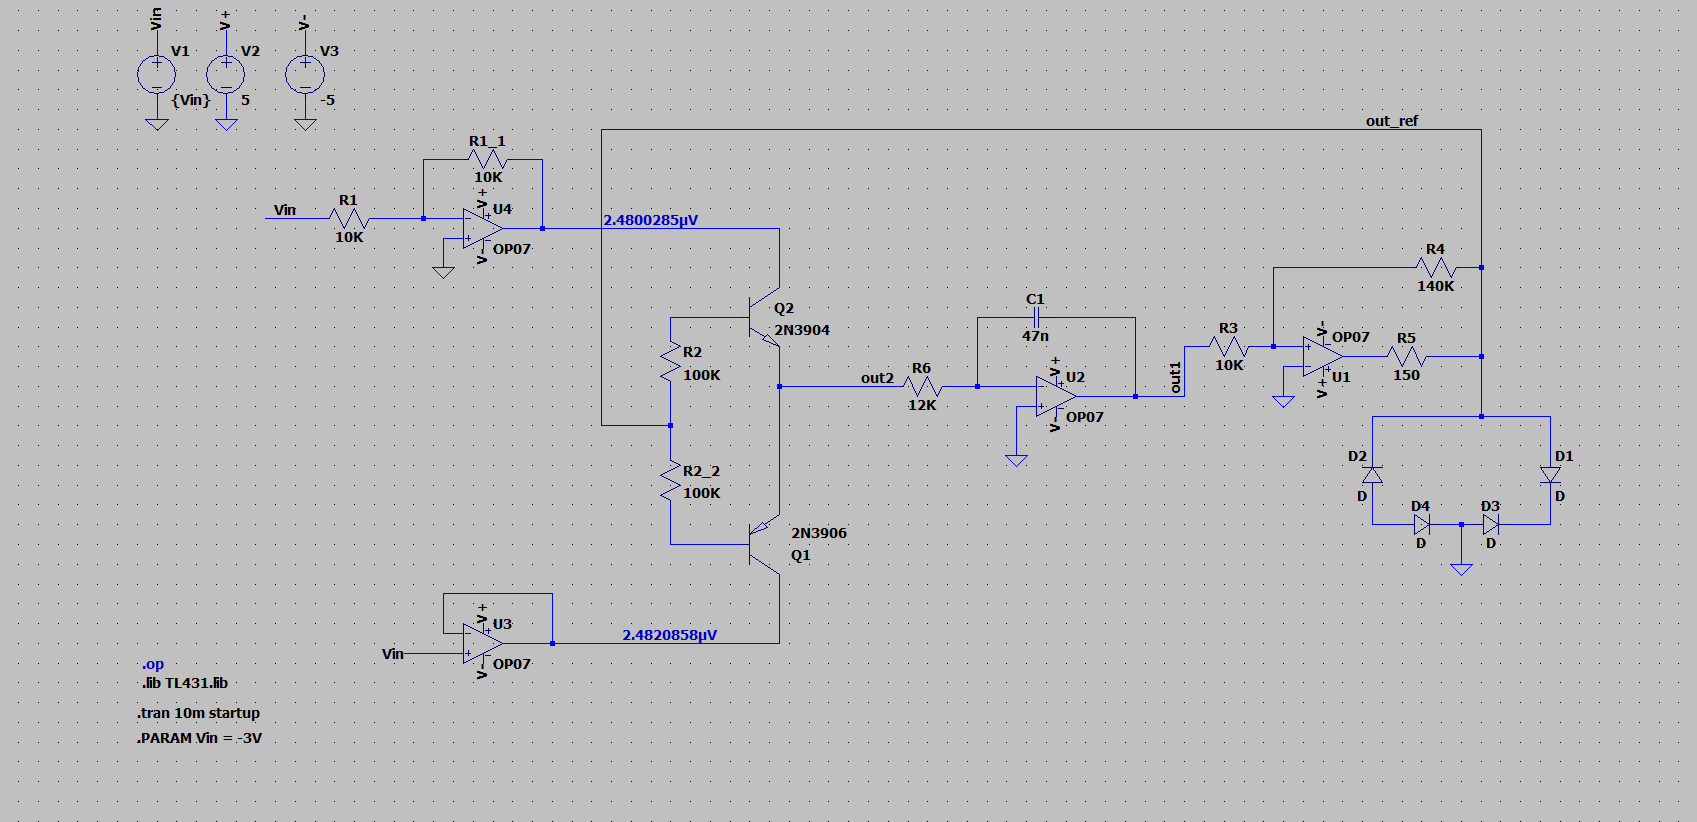 Vin
V+
V-
V1
V2
V3
{Vin}
5
-5
out_ref
R1_1
10K
V+
U4
Vin
R1
10K
2.4800285µV
OP07
V-
R4
140K
Q2
2N3904
C1
47n
R3
10K
V-
OP07
R5
150
U1
V+
R2
100K
out2
R6
12K
V+
U2
out1
OP07
V-
R2_2
100K
D2
D
D1
D
D4
D
D3
D
2N3906
Q1
V+
U3
2.4820858µV
Vin
OP07
V-
.op
.lib TL431.lib
.tran 10m startup
.PARAM Vin = -3V